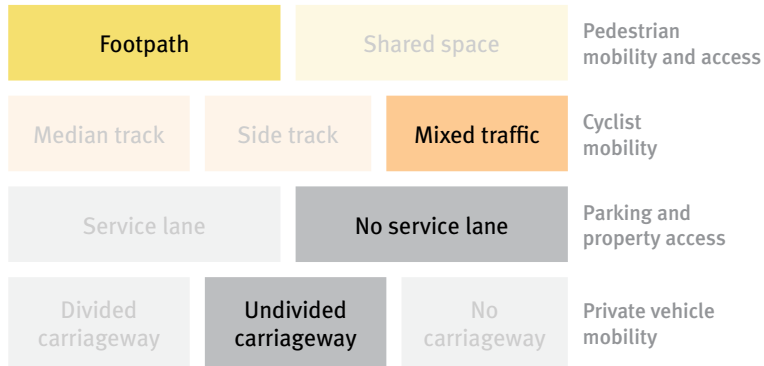 Footpath
Shared space
Pedestrian
mobility and access
Median track
Side track
Mixed traffic
Cyclist
mobility
Service lane
No service lane
Parking and
property access
Divided
carriageway
Undivided
carriageway
No
carriageway
Private vehicle
mobility